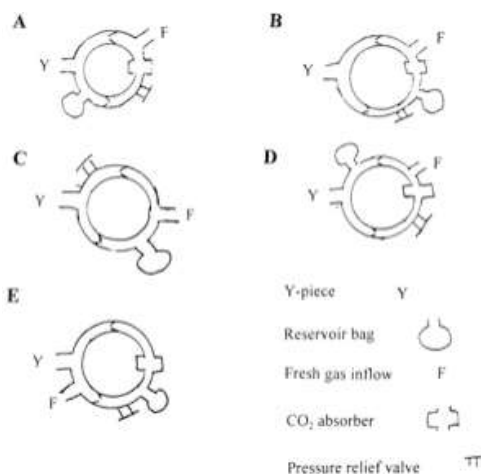 A
F
Y
B
F
Y
C
Y
F
D
F
Y
E
Y
F
Y-piece Y
Reservoir bag
Fresh gas inflow F
CO₂ absorber
Pressure relief valve